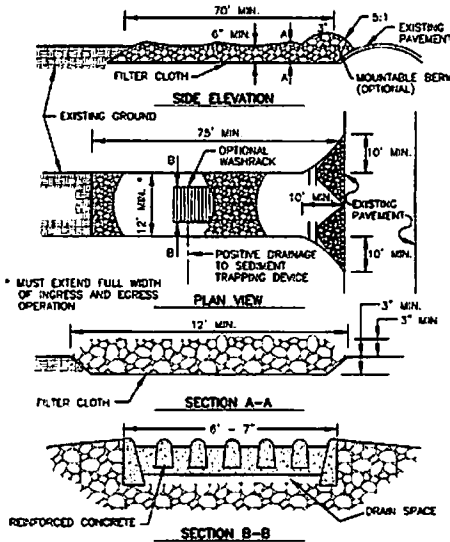 70' MIN.
6" MIN.
A
3"
5:1
EXISTING
PAVEMENT
FILTER CLOTH
A
MOUNTABLE BERM
(OPTIONAL)
SIDE ELEVATION
EXISTING GROUND
75' MIN
OPTIONAL
WASHRACK
B
10' MIN.
12' MIN. *
10' MIN.
EXISTING
PAVEMENT
B
POSITIVE DRAINAGE
TO SEDIMENT
TRAPPING DEVICE
10' MIN.
* MUST EXTEND FULL WIDTH
OF INGRESS AND EGRESS
OPERATION
PLAN VIEW
12' MIN.
3" MIN.
3" MIN
FILTER CLOTH
SECTION A-A
6' - 7"
REINFORCED CONCRETE
DRAIN SPACE
SECTION B-B